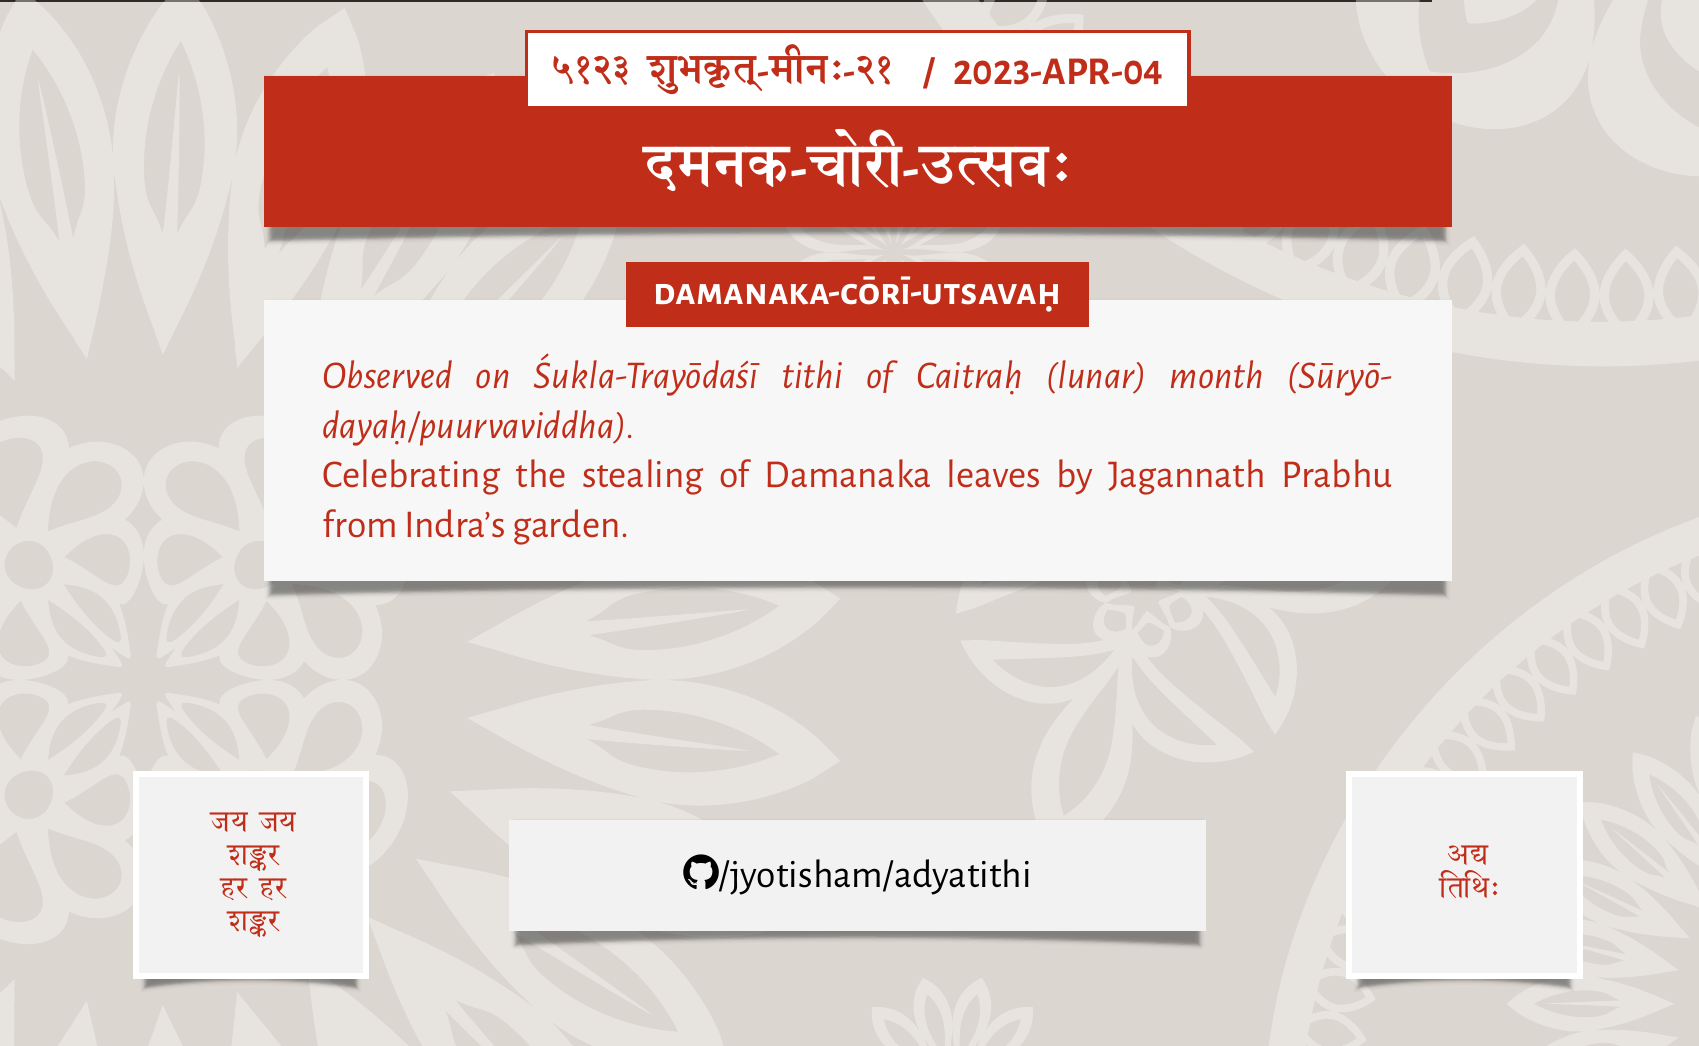 ५१२३ शुभकृत्-मीनः-२१ / 2023-APR-04
दमनक-चोरी-उत्सवः
DAMANAKA-CŌRĪ-UTSAVAḤ
Observed on Śukla-Trayōdaśī tithi of Caitraḥ (lunar) month (Sūryō-
dayaḥ/puurvaviddha).
Celebrating the stealing of Damanaka leaves by Jagannath Prabhu
from Indra’s garden.
जय जय
शङ्कर
हर हर
शङ्कर
/jyotisham/adyatithi
अद्य
तिथिः